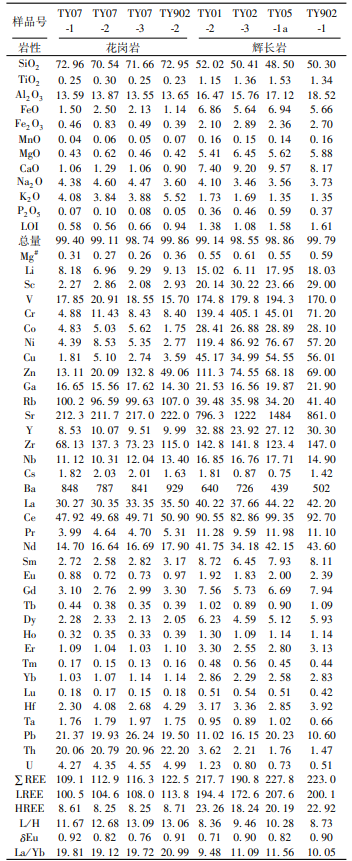 TY07 TY07 TY07 TY902 TY01 TY02 TY05 TY902
-1 -2 -3 -2 -2 -3 -1a -1
岩性 花岗岩 辉长岩
SiO2 72.96 70.54 71.66 72.95 52.02 50.41 48.50 50.30
TiO2 0.25 0.30 0.25 0.23 1.15 1.36 1.53 1.34
Al2O3 13.59 13.87 13.55 13.65 16.47 15.76 17.12 18.52
FeO 1.50 2.50 2.13 1.14 6.86 5.64 6.94 5.66
Fe2O3 0.46 0.83 0.49 0.39 2.10 2.89 2.36 2.70
MnO 0.04 0.06 0.05 0.07 0.16 0.15 0.14 0.16
MgO 0.43 0.62 0.46 0.42 5.41 6.45 5.62 5.88
CaO 1.06 1.29 1.06 0.90 7.40 9.20 9.57 8.17
Na2O 4.38 4.60 4.47 3.60 4.10 3.46 3.56 3.73
K2O 4.08 3.84 3.88 5.52 1.73 1.69 1.35 1.35
P2O5 0.07 0.10 0.08 0.05 0.36 0.46 0.59 0.37
LOI 0.58 0.56 0.66 0.94 1.38 1.08 1.58 1.61
总量 99.40 99.11 98.74 99.86 99.14 98.55 98.86 99.79
Mg# 0.31 0.27 0.26 0.36 0.55 0.61 0.55 0.59
Li 8.18 6.96 9.29 9.13 15.02 6.11 17.95 18.03
Sc 2.27 2.86 2.08 2.93 20.14 30.22 23.66 29.00
V 17.85 20.91 18.55 15.70 174.8 179.8 194.3 170.0
Cr 4.88 11.43 8.43 8.40 139.4 405.1 45.01 71.20
Co 4.83 5.03 5.62 1.75 28.41 26.88 28.89 28.10
Ni 4.39 8.53 5.35 2.77 119.4 86.92 76.67 57.20
Cu 1.81 5.10 2.74 3.59 45.17 34.99 54.55 56.01
Zn 13.11 20.09 132.8 49.06 111.3 74.55 68.18 69.00
Ga 16.65 15.56 17.62 14.30 21.53 16.56 19.87 21.90
Rb 100.2 96.59 99.63 107.0 39.48 35.98 34.20 41.40
Sr 212.3 211.7 217.0 222.0 796.3 1222 1484 861.0
Y 8.53 10.07 9.51 9.99 32.88 23.92 27.12 30.30
Zr 68.13 137.3 73.23 115.0 142.8 141.8 123.4 147.0
Nb 11.12 10.31 12.04 13.40 16.85 16.76 17.71 14.90
Cs 1.82 2.03 2.01 1.63 1.81 0.87 0.75 1.42
Ba 848 787 841 929 640 726 439 502
La 30.27 30.35 33.35 35.50 40.22 37.66 44.22 42.20
Ce 47.92 49.68 49.71 50.90 90.55 82.86 99.35 92.70
Pr 3.99 4.64 4.70 5.31 11.28 9.59 11.98 11.10
Nd 14.70 16.64 16.69 17.90 41.75 34.18 42.15 43.60
Sm 2.72 2.58 2.82 3.17 8.72 6.45 7.93 8.11
Eu 0.88 0.72 0.73 0.97 1.92 1.83 2.00 2.39
Gd 3.10 2.76 2.99 3.30 7.56 5.73 6.69 7.94
Tb 0.44 0.38 0.35 0.39 1.02 0.89 0.90 1.09
Dy 2.28 2.33 2.13 2.05 6.23 4.59 5.12 5.93
Ho 0.32 0.35 0.33 0.39 1.30 1.09 1.14 1.14
Er 1.09 1.04 1.03 1.10 3.30 2.55 2.80 3.13
Tm 0.17 0.15 0.13 0.16 0.48 0.56 0.45 0.44
Yb 1.03 1.07 1.14 1.14 2.86 2.29 2.58 2.83
Lu 0.18 0.17 0.15 0.18 0.51 0.54 0.51 0.42
Hf 2.30 4.08 2.68 4.29 3.17 3.36 2.85 3.92
Ta 1.76 1.79 1.97 1.75 0.95 0.89 1.02 0.66
Pb 21.37 19.93 26.24 19.50 11.02 16.15 20.23 10.60
Th 20.06 20.79 20.96 22.20 3.62 2.21 1.76 1.47
U 4.27 4.35 4.55 4.99 1.23 0.80 0.73 0.51
∑REE 109.1 112.9 116.3 122.5 217.7 190.8 227.8 223.0
LREE 100.5 104.6 108.0 113.8 194.4 172.6 207.6 200.1
HREE 8.61 8.25 8.25 8.71 23.26 18.24 20.19 22.92
L/H 11.67 12.68 13.09 13.06 8.36 9.46 10.28 8.73
δEu 0.92 0.82 0.76 0.91 0.71 0.90 0.82 0.90
La/Yb 19.81 19.12 19.72 20.99 9.48 11.09 11.56 10.05